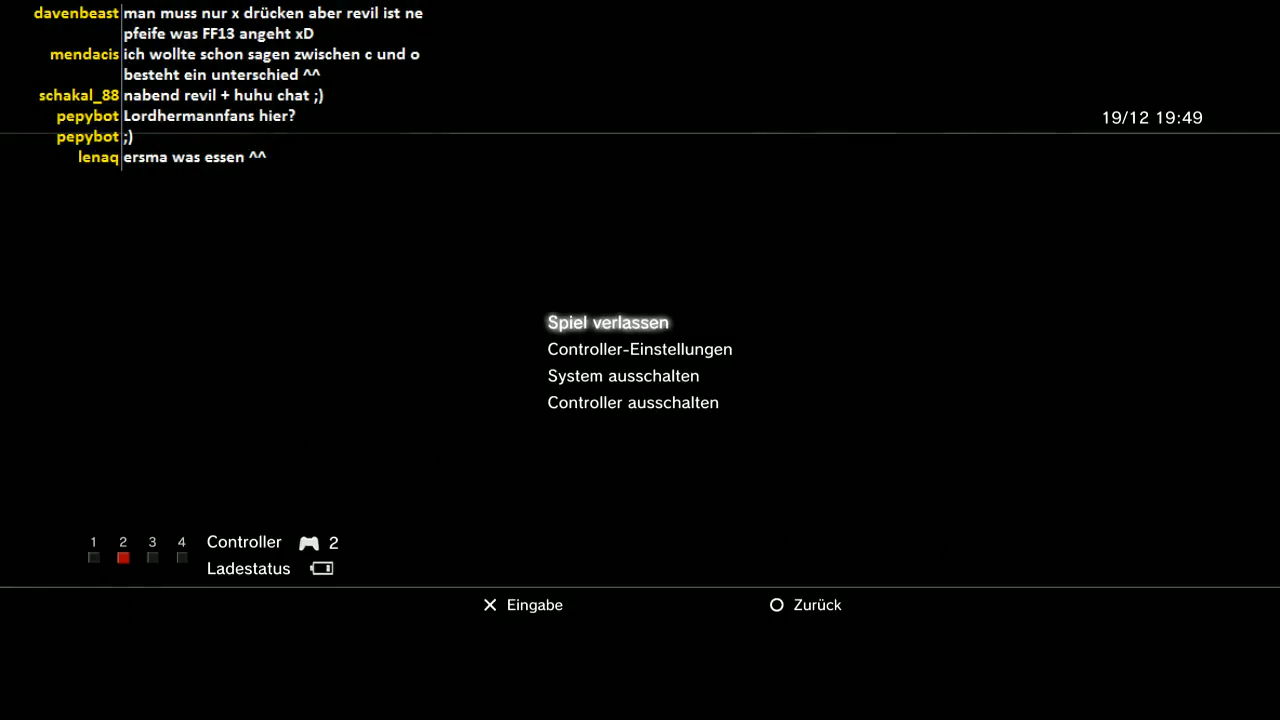 davenbeast man muss nur x drücken aber revil ist ne
pfeife was FF13 angeht xD
mendacis ich wollte schon sagen zwischen c und o
besteht ein unterschied ^^
schakal_88 nabend revil + huhu chat ;)
pepybot Lordhermannfans hier?
pepybot ;)
lenaq ersma was essen ^^
19/12 19:49
Spiel verlassen
Controller-Einstellungen
System ausschalten
Controller ausschalten
1 2 3 4 Controller 2
Ladestatus
Eingabe Zurück